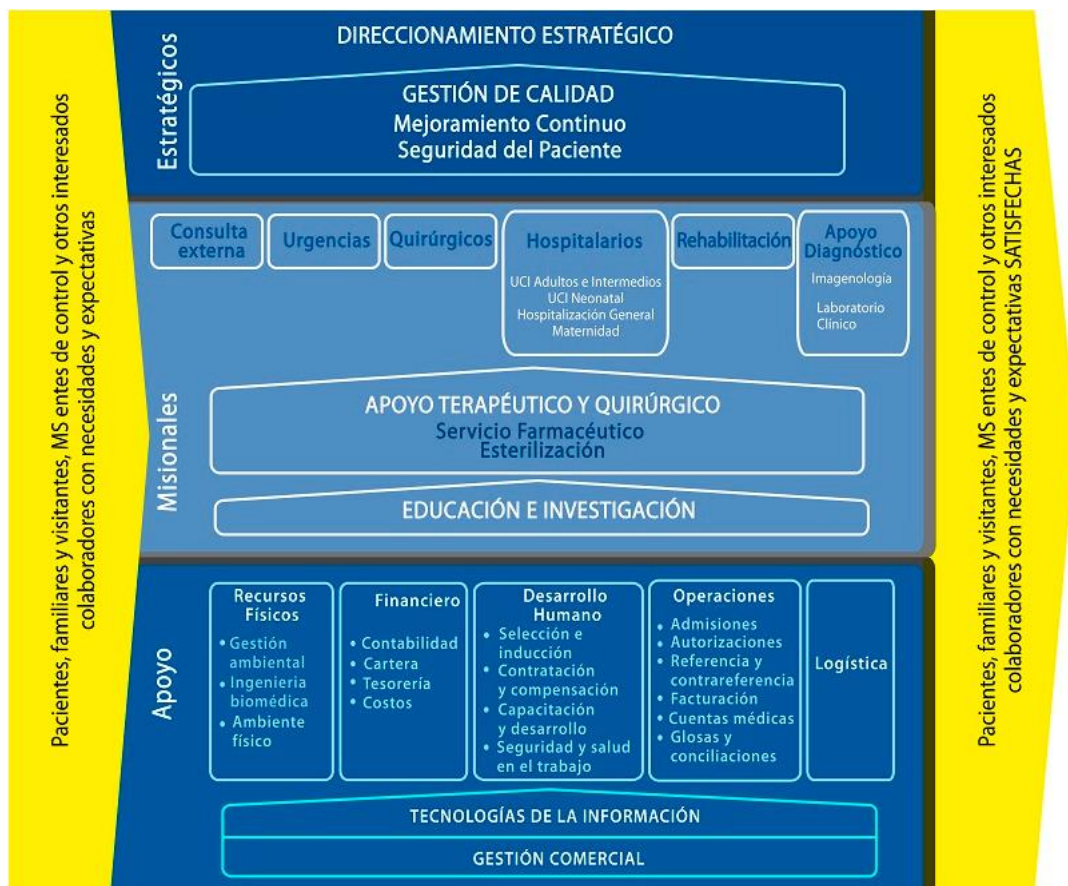 Pacientes, familiares y visitantes, MS entes de control y otros interesados
colaboradores con necesidades y expectativas
Estratégicos
DIRECCIONAMIENTO ESTRATÉGICO
GESTIÓN DE CALIDAD
Mejoramiento Continuo
Seguridad del Paciente
Misionales
Consulta
externa
Urgencias
Quirúrgicos
Hospitalarios
UCI Adultos e Intermedios
UCI Neonatal
Hospitalización General
Maternidad
Rehabilitación
Apoyo
Diagnóstico
Imagenología
Laboratorio
Clínico
APOYO TERAPÉUTICO Y QUIRÚRGICO
Servicio Farmacéutico
Esterilización
EDUCACIÓN E INVESTIGACIÓN
Apoyo
Recursos
Físicos
• Gestión
ambiental
• Ingenieria
biomédica
• Ambiente
físico
Financiero
• Contabilidad
• Cartera
• Tesorería
• Costos
Desarrollo
Humano
• Selección e
inducción
• Contratación
y compensación
• Capacitación
y desarrollo
• Seguridad y salud
en el trabajo
Operaciones
• Admisiones
• Autorizaciones
• Referencia y
contrareferencia
• Facturación
• Cuentas médicas
• Glosas y
conciliaciones
Logística
TECNOLOGÍAS DE LA INFORMACIÓN
GESTIÓN COMERCIAL
Pacientes, familiares y visitantes, MS entes de control y otros interesados
colaboradores con necesidades y expectativas SATISFECHAS